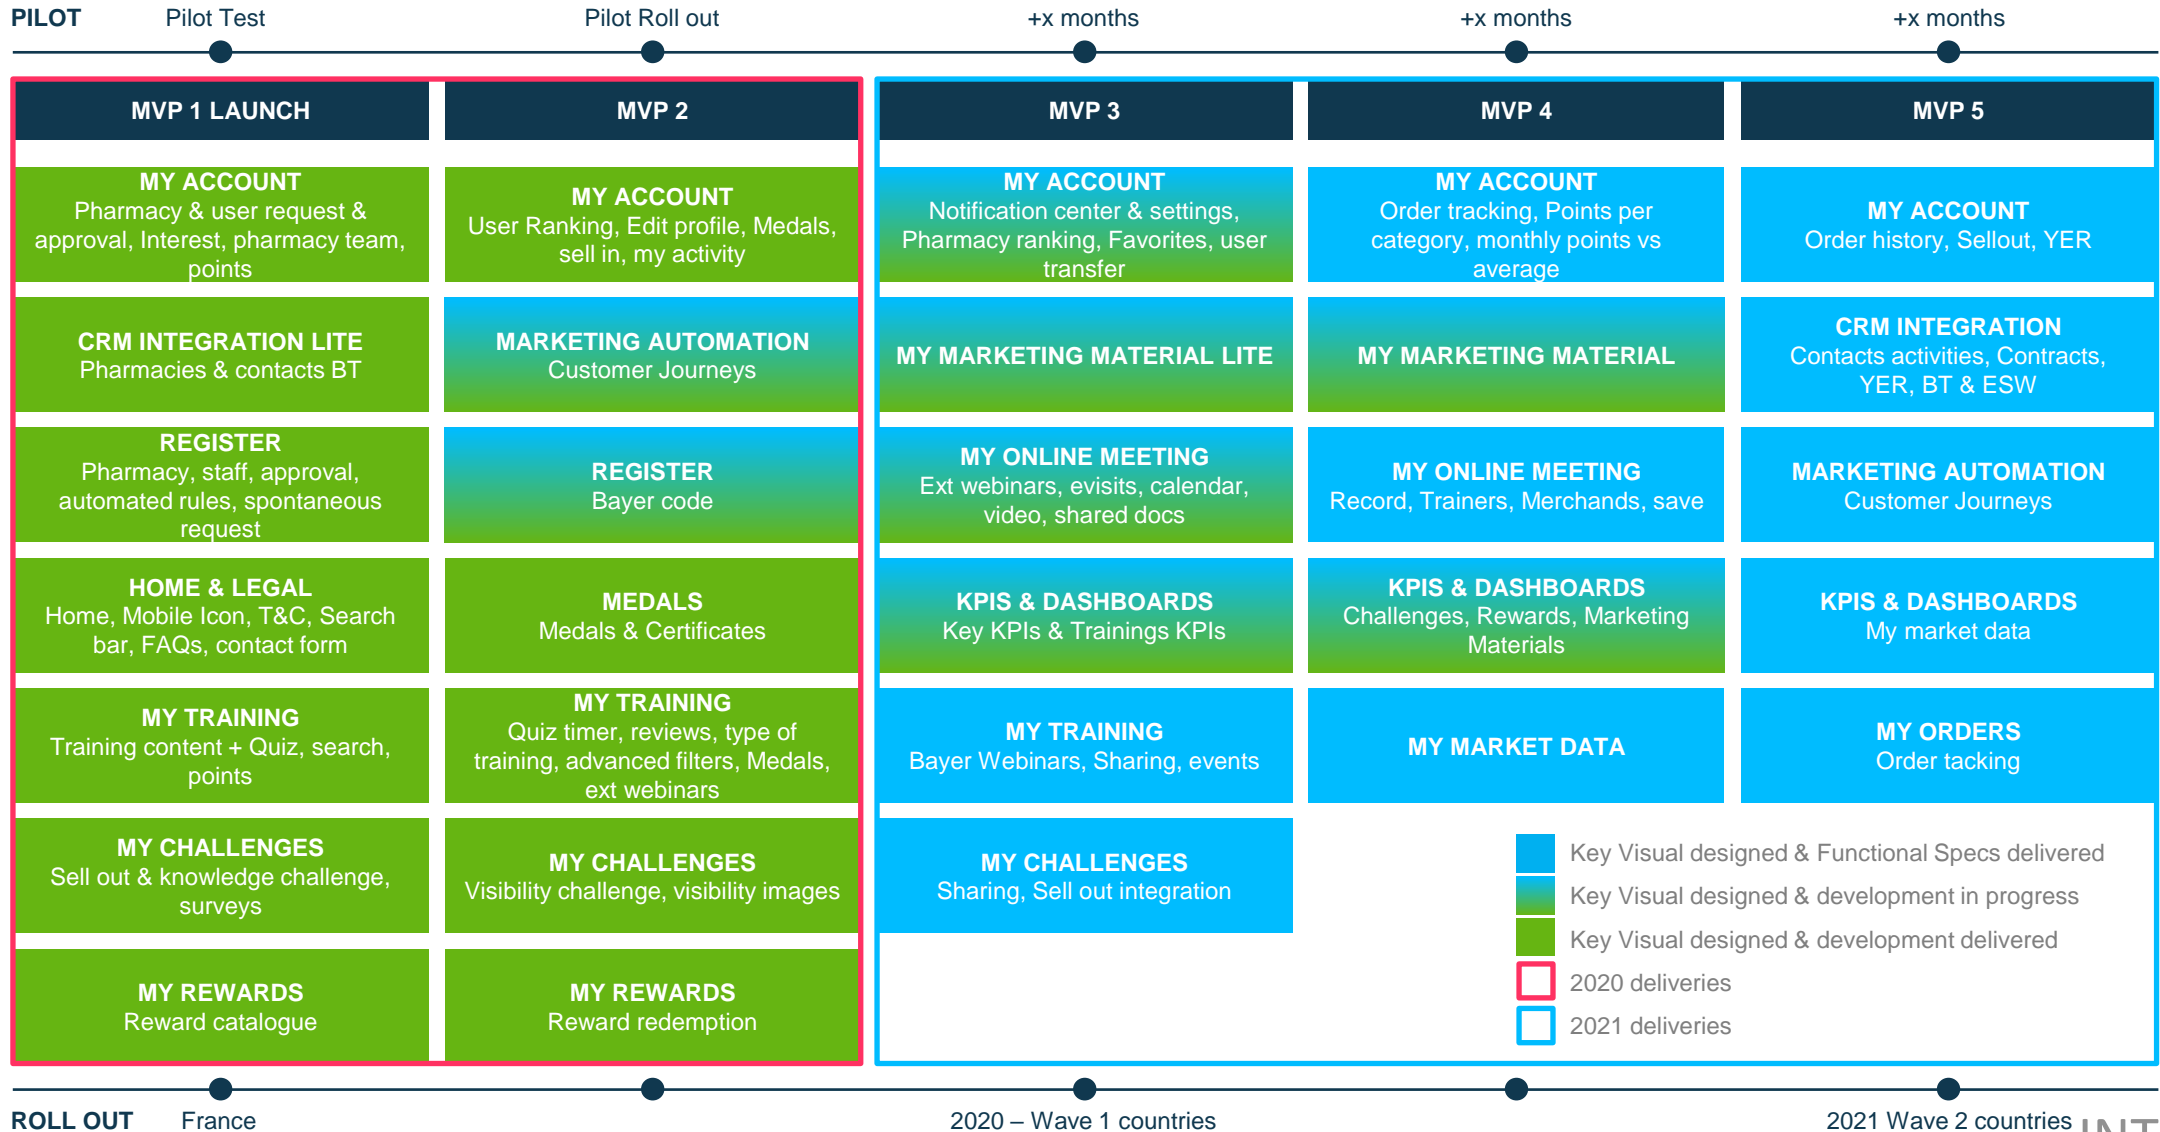 PILOT
Pilot Test
Pilot Roll out
+x months
+x months
+x months
MVP 1 LAUNCH
MVP 2
MVP 3
MVP 4
MVP 5
MY ACCOUNT
Pharmacy & user request &
approval, Interest, pharmacy team,
points
MY ACCOUNT
User Ranking, Edit profile, Medals,
sell in, my activity
MY ACCOUNT
Notification center & settings,
Pharmacy ranking, Favorites, user
transfer
MY ACCOUNT
Order tracking, Points per
category, monthly points vs
average
MY ACCOUNT
Order history, Sellout, YER
CRM INTEGRATION LITE
Pharmacies & contacts BT
MARKETING AUTOMATION
Customer Journeys
MY MARKETING MATERIAL LITE
MY MARKETING MATERIAL
CRM INTEGRATION
Contacts activities, Contracts,
YER, BT & ESW
REGISTER
Pharmacy, staff, approval,
automated rules, spontaneous
request
REGISTER
Bayer code
MY ONLINE MEETING
Ext webinars, evisits, calendar,
video, shared docs
MY ONLINE MEETING
Record, Trainers, Merchands, save
MARKETING AUTOMATION
Customer Journeys
HOME & LEGAL
Home, Mobile Icon, T&C, Search
bar, FAQs, contact form
MEDALS
Medals & Certificates
KPIS & DASHBOARDS
Key KPIs & Trainings KPIs
KPIS & DASHBOARDS
Challenges, Rewards, Marketing
Materials
KPIS & DASHBOARDS
My market data
MY TRAINING
Training content + Quiz, search,
points
MY TRAINING
Quiz timer, reviews, type of
training, advanced filters, Medals,
ext webinars
MY TRAINING
Bayer Webinars, Sharing, events
MY MARKET DATA
MY ORDERS
Order tacking
MY CHALLENGES
Sell out & knowledge challenge,
surveys
MY CHALLENGES
Visibility challenge, visibility images
MY CHALLENGES
Sharing, Sell out integration
MY REWARDS
Reward catalogue
MY REWARDS
Reward redemption
Key Visual designed & Functional Specs delivered
Key Visual designed & development in progress
Key Visual designed & development delivered
2020 deliveries
2021 deliveries
ROLL OUT
France
2020 – Wave 1 countries
2021 Wave 2 countries